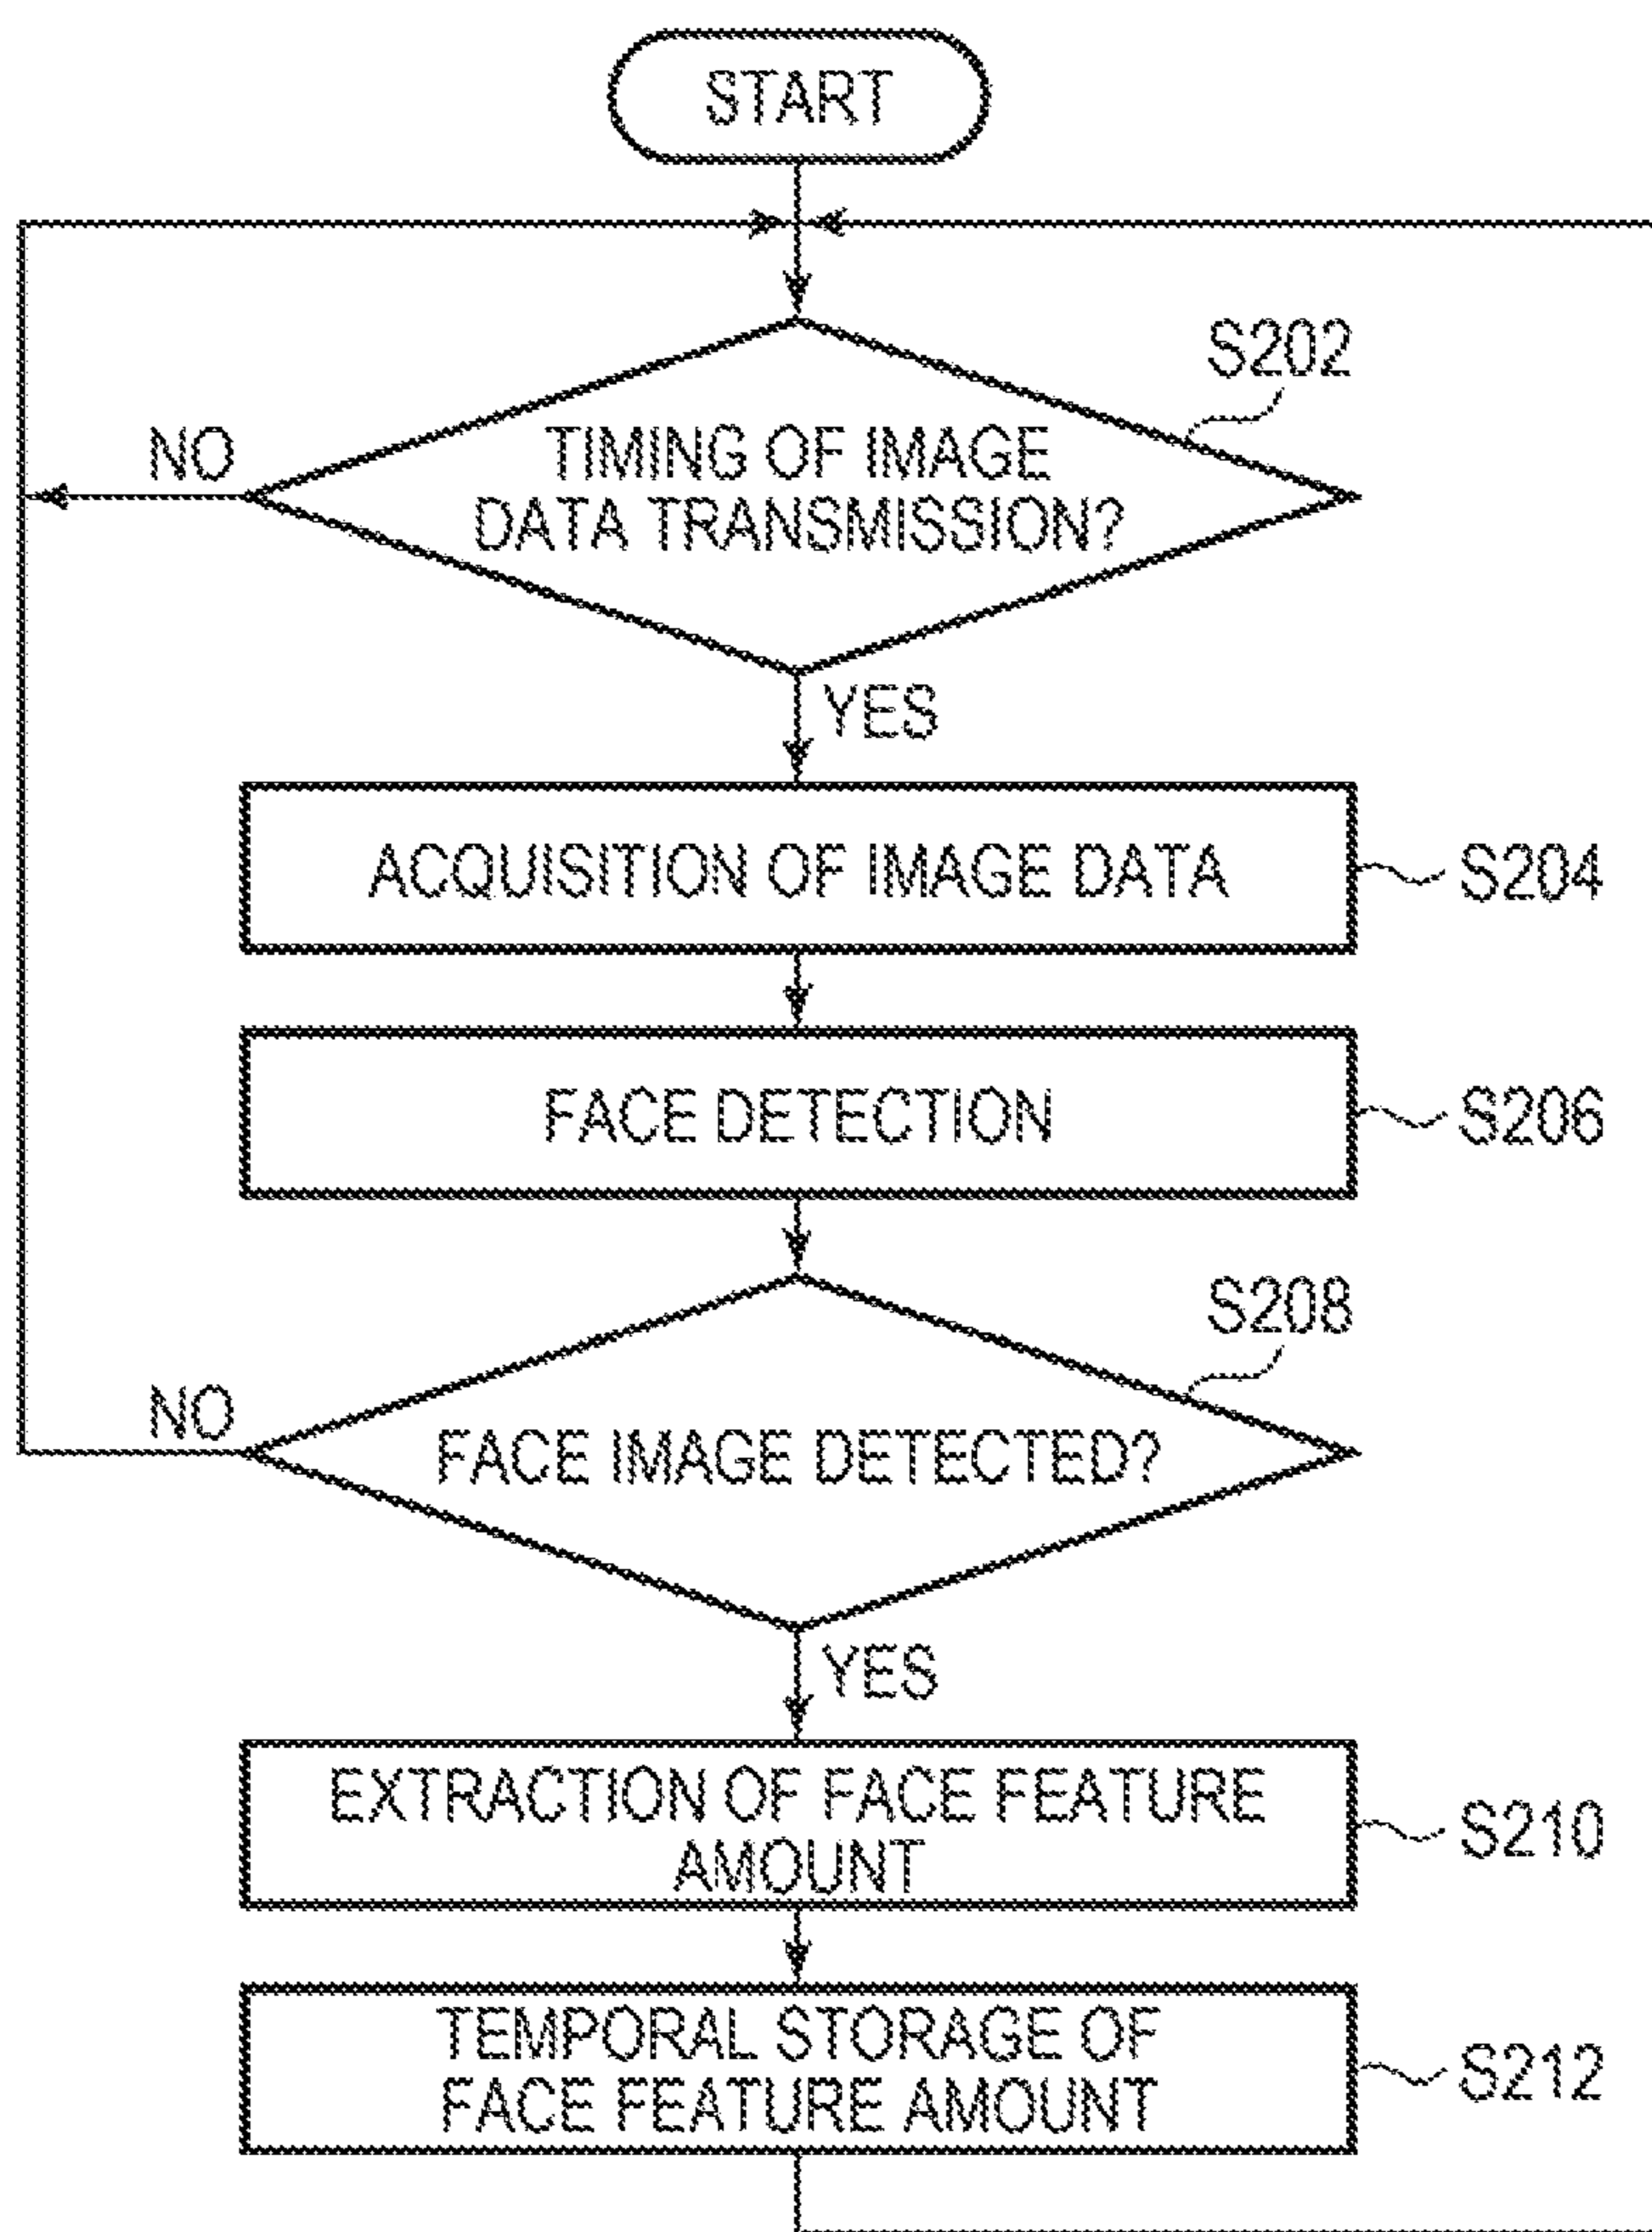 START
S202
NO
TIMING OF IMAGE
DATA TRANSMISSION?
YES
ACQUISITION OF IMAGE DATA
S204
FACE DETECTION
S206
S208
NO
FACE IMAGE DETECTED?
YES
EXTRACTION OF FACE FEATURE
AMOUNT
S210
TEMPORAL STORAGE OF
FACE FEATURE AMOUNT
S212